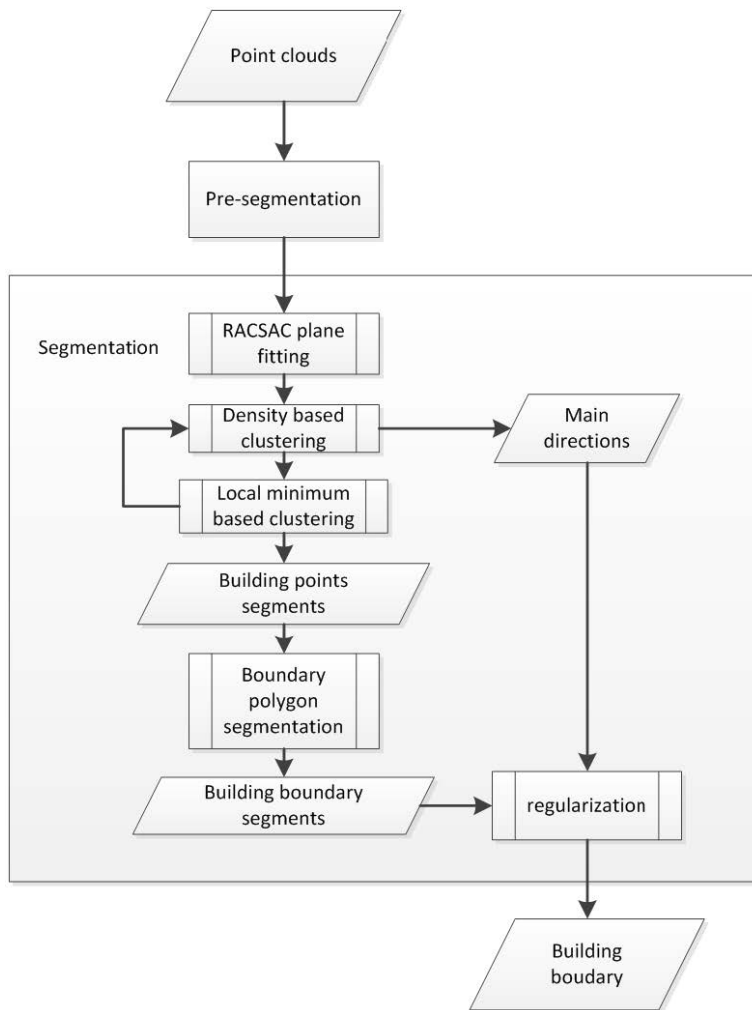 Point clouds
Pre-segmentation
Segmentation
RACSAC plane
fitting
Density based
clustering
Main
directions
Local minimum
based clustering
Building points
segments
Boundary
polygon
segmentation
Building boundary
segments
regularization
Building
boudary